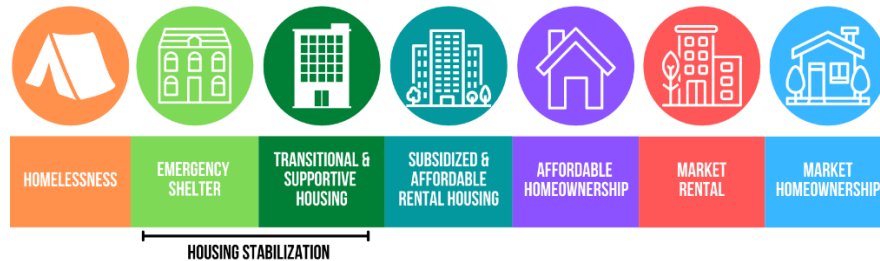 HOMELESSNESS
EMERGENCY
SHELTER
TRANSITIONAL &
SUPPORTIVE
HOUSING
SUBSIDIZED &
AFFORDABLE
RENTAL HOUSING
AFFORDABLE
HOMEOWNERSHIP
MARKET
RENTAL
MARKET
HOMEOWNERSHIP
HOUSING STABILIZATION